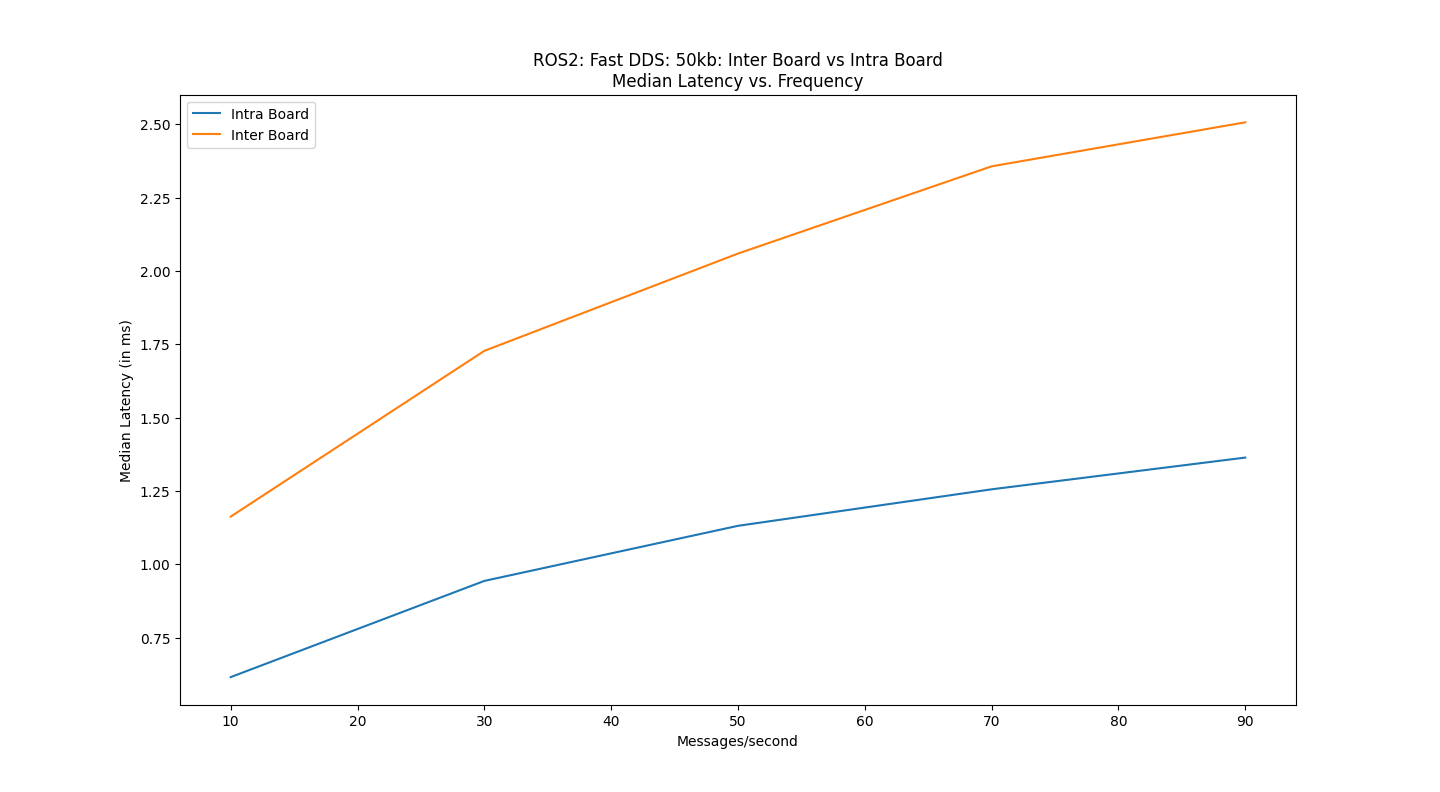 ROS2: Fast DDS: 50kb: Inter Board vs Intra Board
Median Latency vs. Frequency
Intra Board
Inter Board
2.50
2.25
2.00
1.75
1.50
1.25
1.00
0.75
Median Latency (in ms)
10 20 30 40 50 60 70 80 90
Messages/second